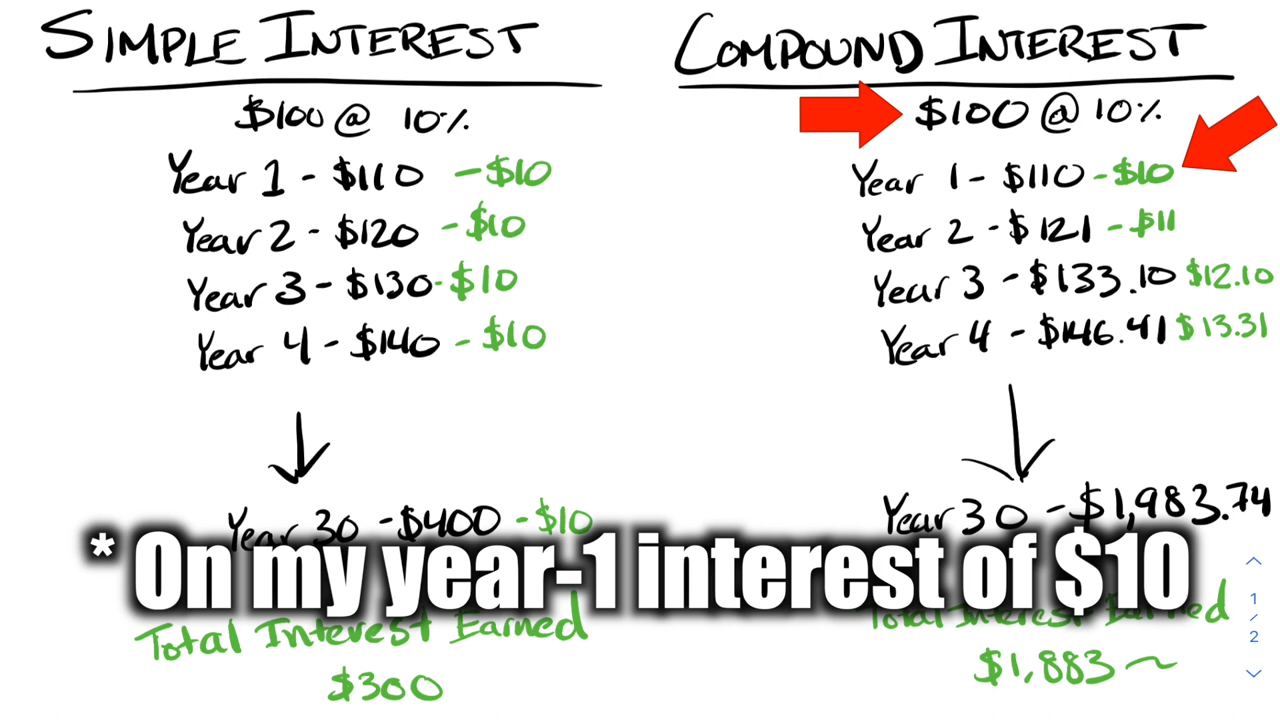 SIMPLE INTEREST
$100 @ 10%
Year 1 - $110 - $10
Year 2 - $120 - $10
Year 3 - $130 - $10
Year 4 - $140 - $10
Year 30 - $400 - $10
Total Interest Earned
$300
COMPOUND INTEREST
$100 @ 10%
Year 1 - $110 - $10
Year 2 - $121 - $11
Year 3 - $133.10 $12.10
Year 4 - $146.41 $13.31
Year 30 - $1,983.74
Total Interest Earned
$1,883 ~
* On my year-1 interest of $10
1
/
2